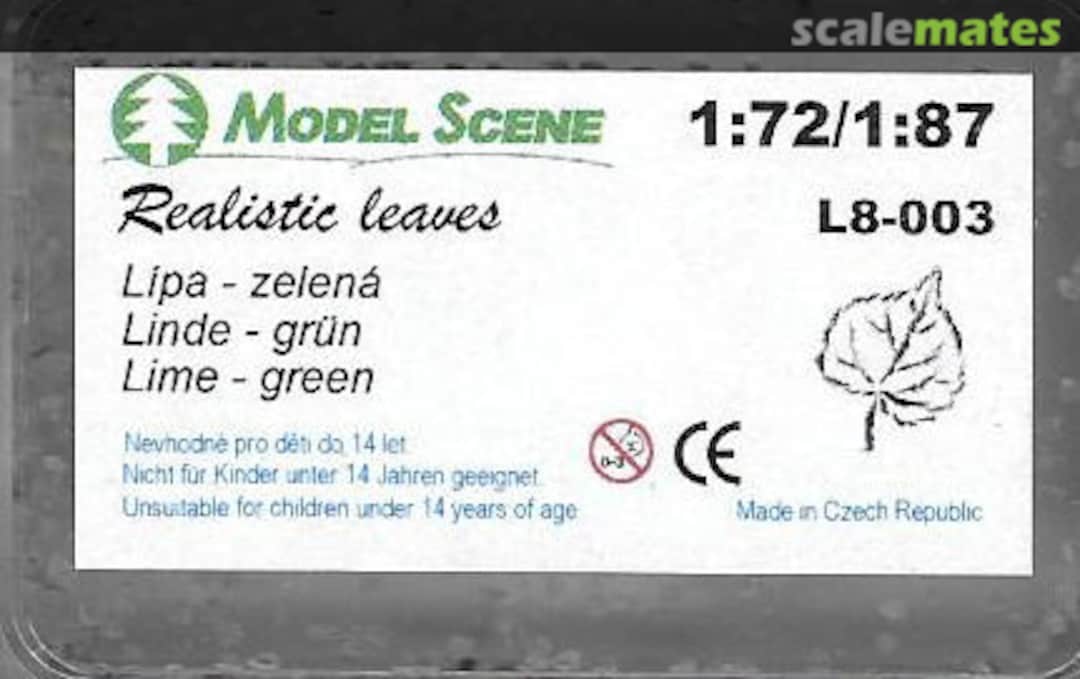 scalemates
MODEL SCENE
1:72/1:87
Realistic leaves
L8-003
Lípa - zelená
Linde - grün
Lime - green
Nevhodné pro děti do 14 let
Nicht für Kinder unter 14 Jahren geeignet
Unsuitable for children under 14 years of age
0-3
CE
Made in Czech Republic